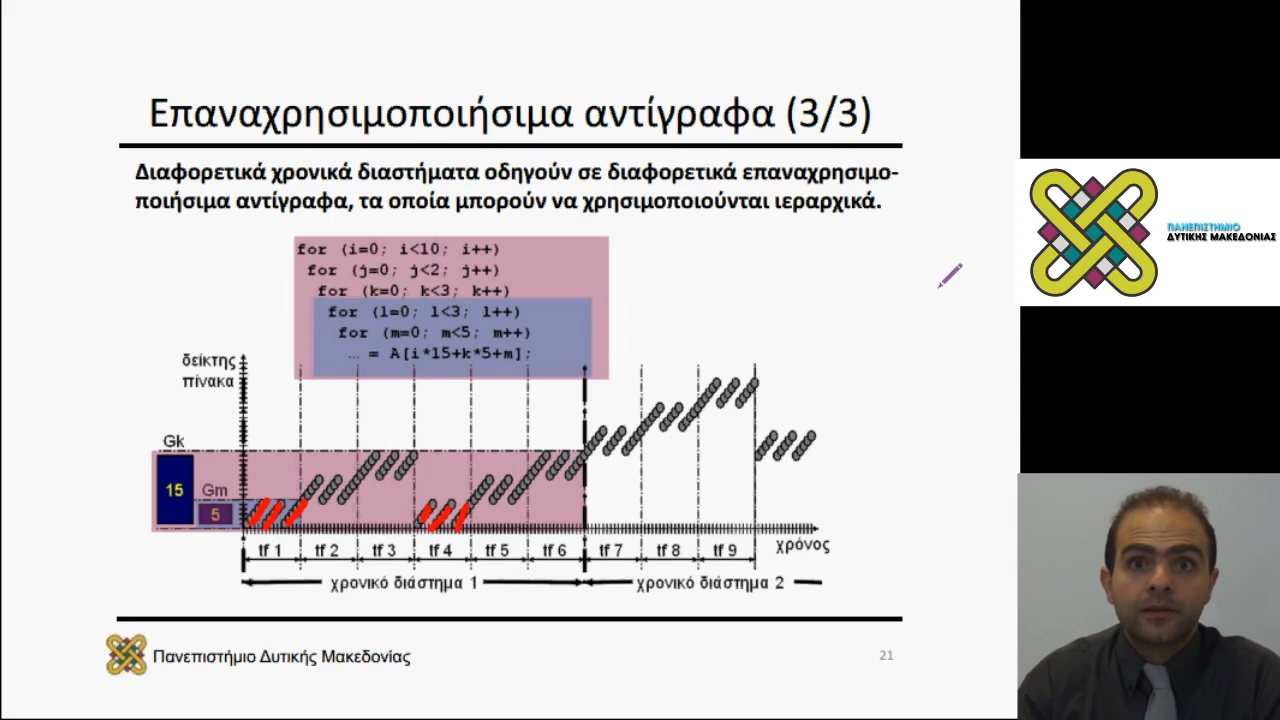 Επαναχρησιμοποιήσιμα αντίγραφα (3/3)
Διαφορετικά χρονικά διαστήματα οδηγούν σε διαφορετικά επαναχρησιμο-
ποιήσιμα αντίγραφα, τα οποία μπορούν να χρησιμοποιούνται ιεραρχικά.
for (i=0; i<10; i++)
for (j=0; j<2; j++)
for (k=0; k<3; k++)
for (l=0; l<3; l++)
for (m=0; m<5; m++)
… = A[i*15+k*5+m];
δείκτης
πίνακα
Gk
15
Gm
5
tf 1 tf 2 tf 3 tf 4 tf 5 tf 6 tf 7 tf 8 tf 9 χρόνος
χρονικό διάστημα 1 χρονικό διάστημα 2
Πανεπιστήμιο Δυτικής Μακεδονίας
21
ΠΑΝΕΠΙΣΤΗΜΙΟ
ΔΥΤΙΚΗΣ ΜΑΚΕΔΟΝΙΑΣ